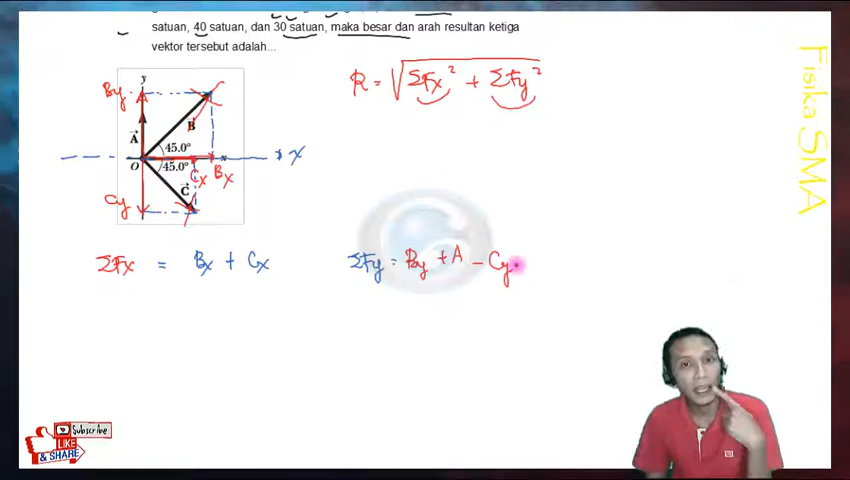 satuan, 40 satuan, dan 30 satuan, maka besar dan arah resultan ketiga
vektor tersebut adalah...
R = √ΣFx² + ΣFy²
y
By
A
B
45.0°
O
x
X
45.0°
Cx Bx
C
Cy
ΣFx = Bx + Cx
ΣFy = By + A - Cy
Fisika SMA
Subscribe
LIKE
& SHARE